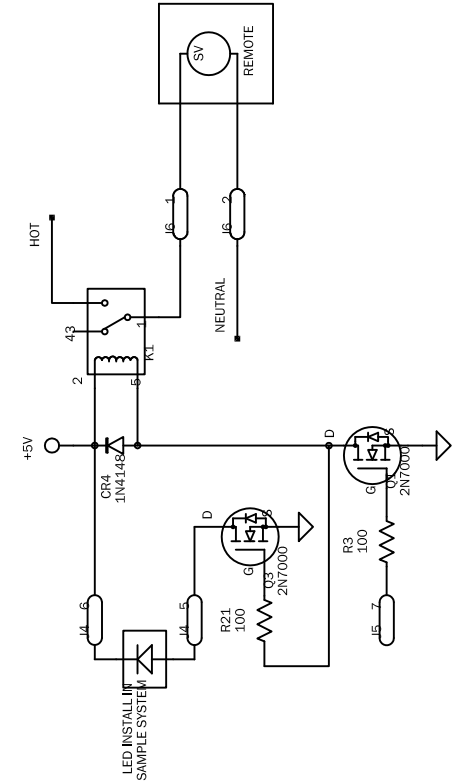 SV
REMOTE
1
J6
2
J6
HOT
NEUTRAL
43
1
K1
2
5
+5V
CR4
1N4148
D
S
G
Q1
2N7000
D
S
G
Q3
2N7000
R3
100
R21
100
6
J4
5
J4
7
J5
LED INSTALL IN
SAMPLE SYSTEM